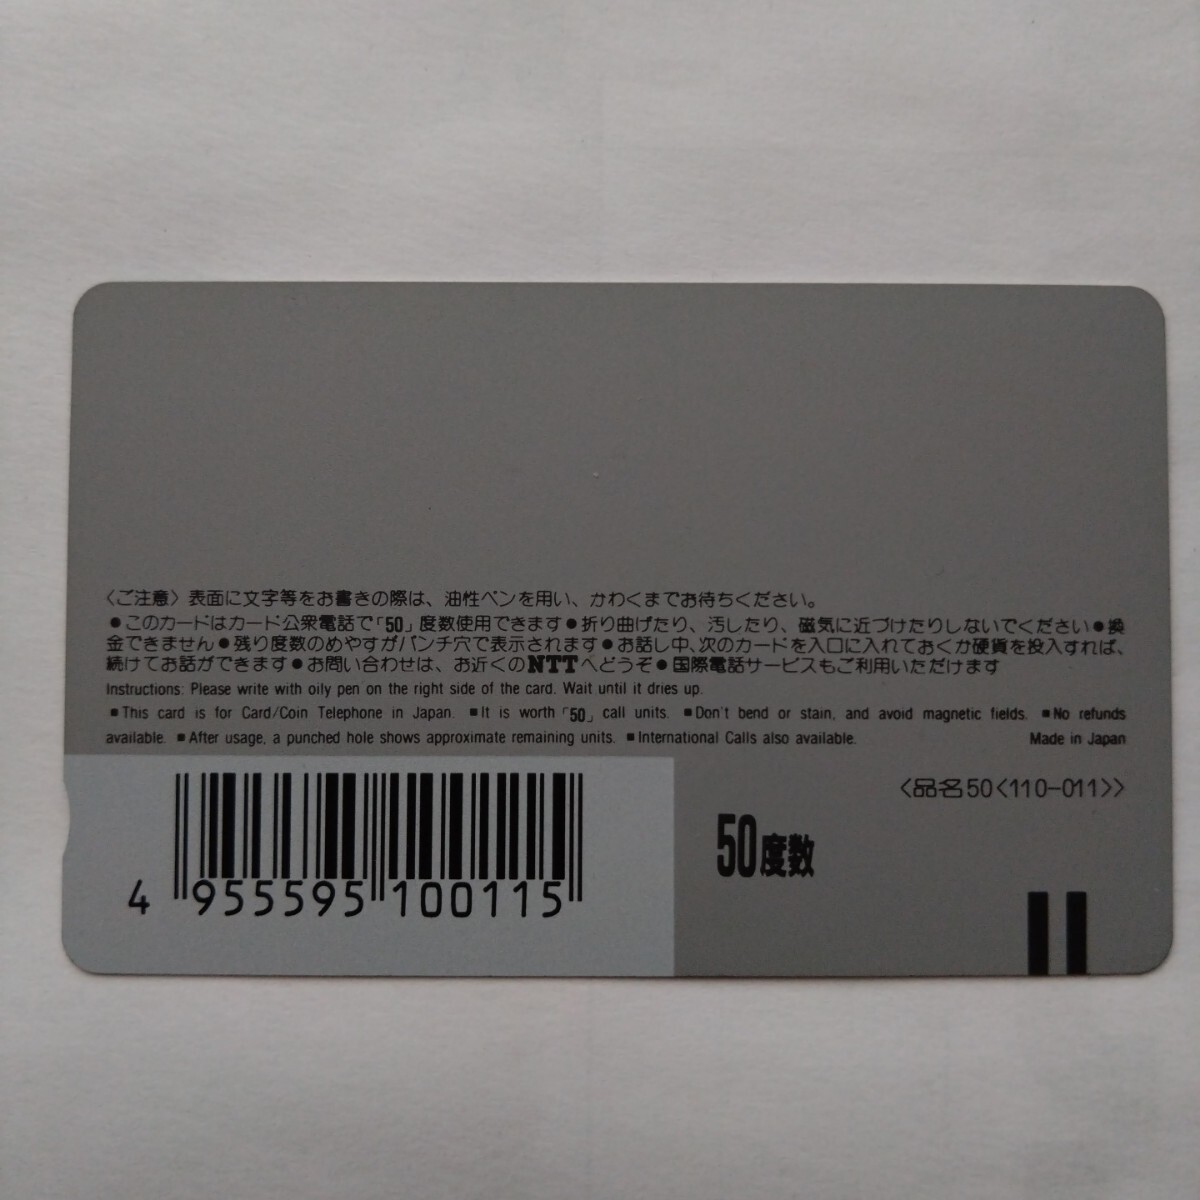 〈ご注意〉表面に文字等をお書きの際は、油性ペンを用い、かわくまでお待ちください。
●このカードはカード公衆電話で「50」度数使用できます●折り曲げたり、汚したり、磁気に近づけたりしないでください●換
金できません●残り度数のめやすがパンチ穴で表示されます●お話し中、次のカードを入口に入れておくか硬貨を投入すれば、
続けてお話ができます●お問い合わせは、お近くのNTTへどうぞ●国際電話サービスもご利用いただけます
Instructions: Please write with oily pen on the right side of the card. Wait until it dries up.
■This card is for Card/Coin Telephone in Japan. ■It is worth「50」call units. ■Don't bend or stain, and avoid magnetic fields. ■No refunds
available. ■After usage, a punched hole shows approximate remaining units. ■International Calls also available. Made in Japan
〈品名50〈110-011〉〉
50度数
4 955595 100115